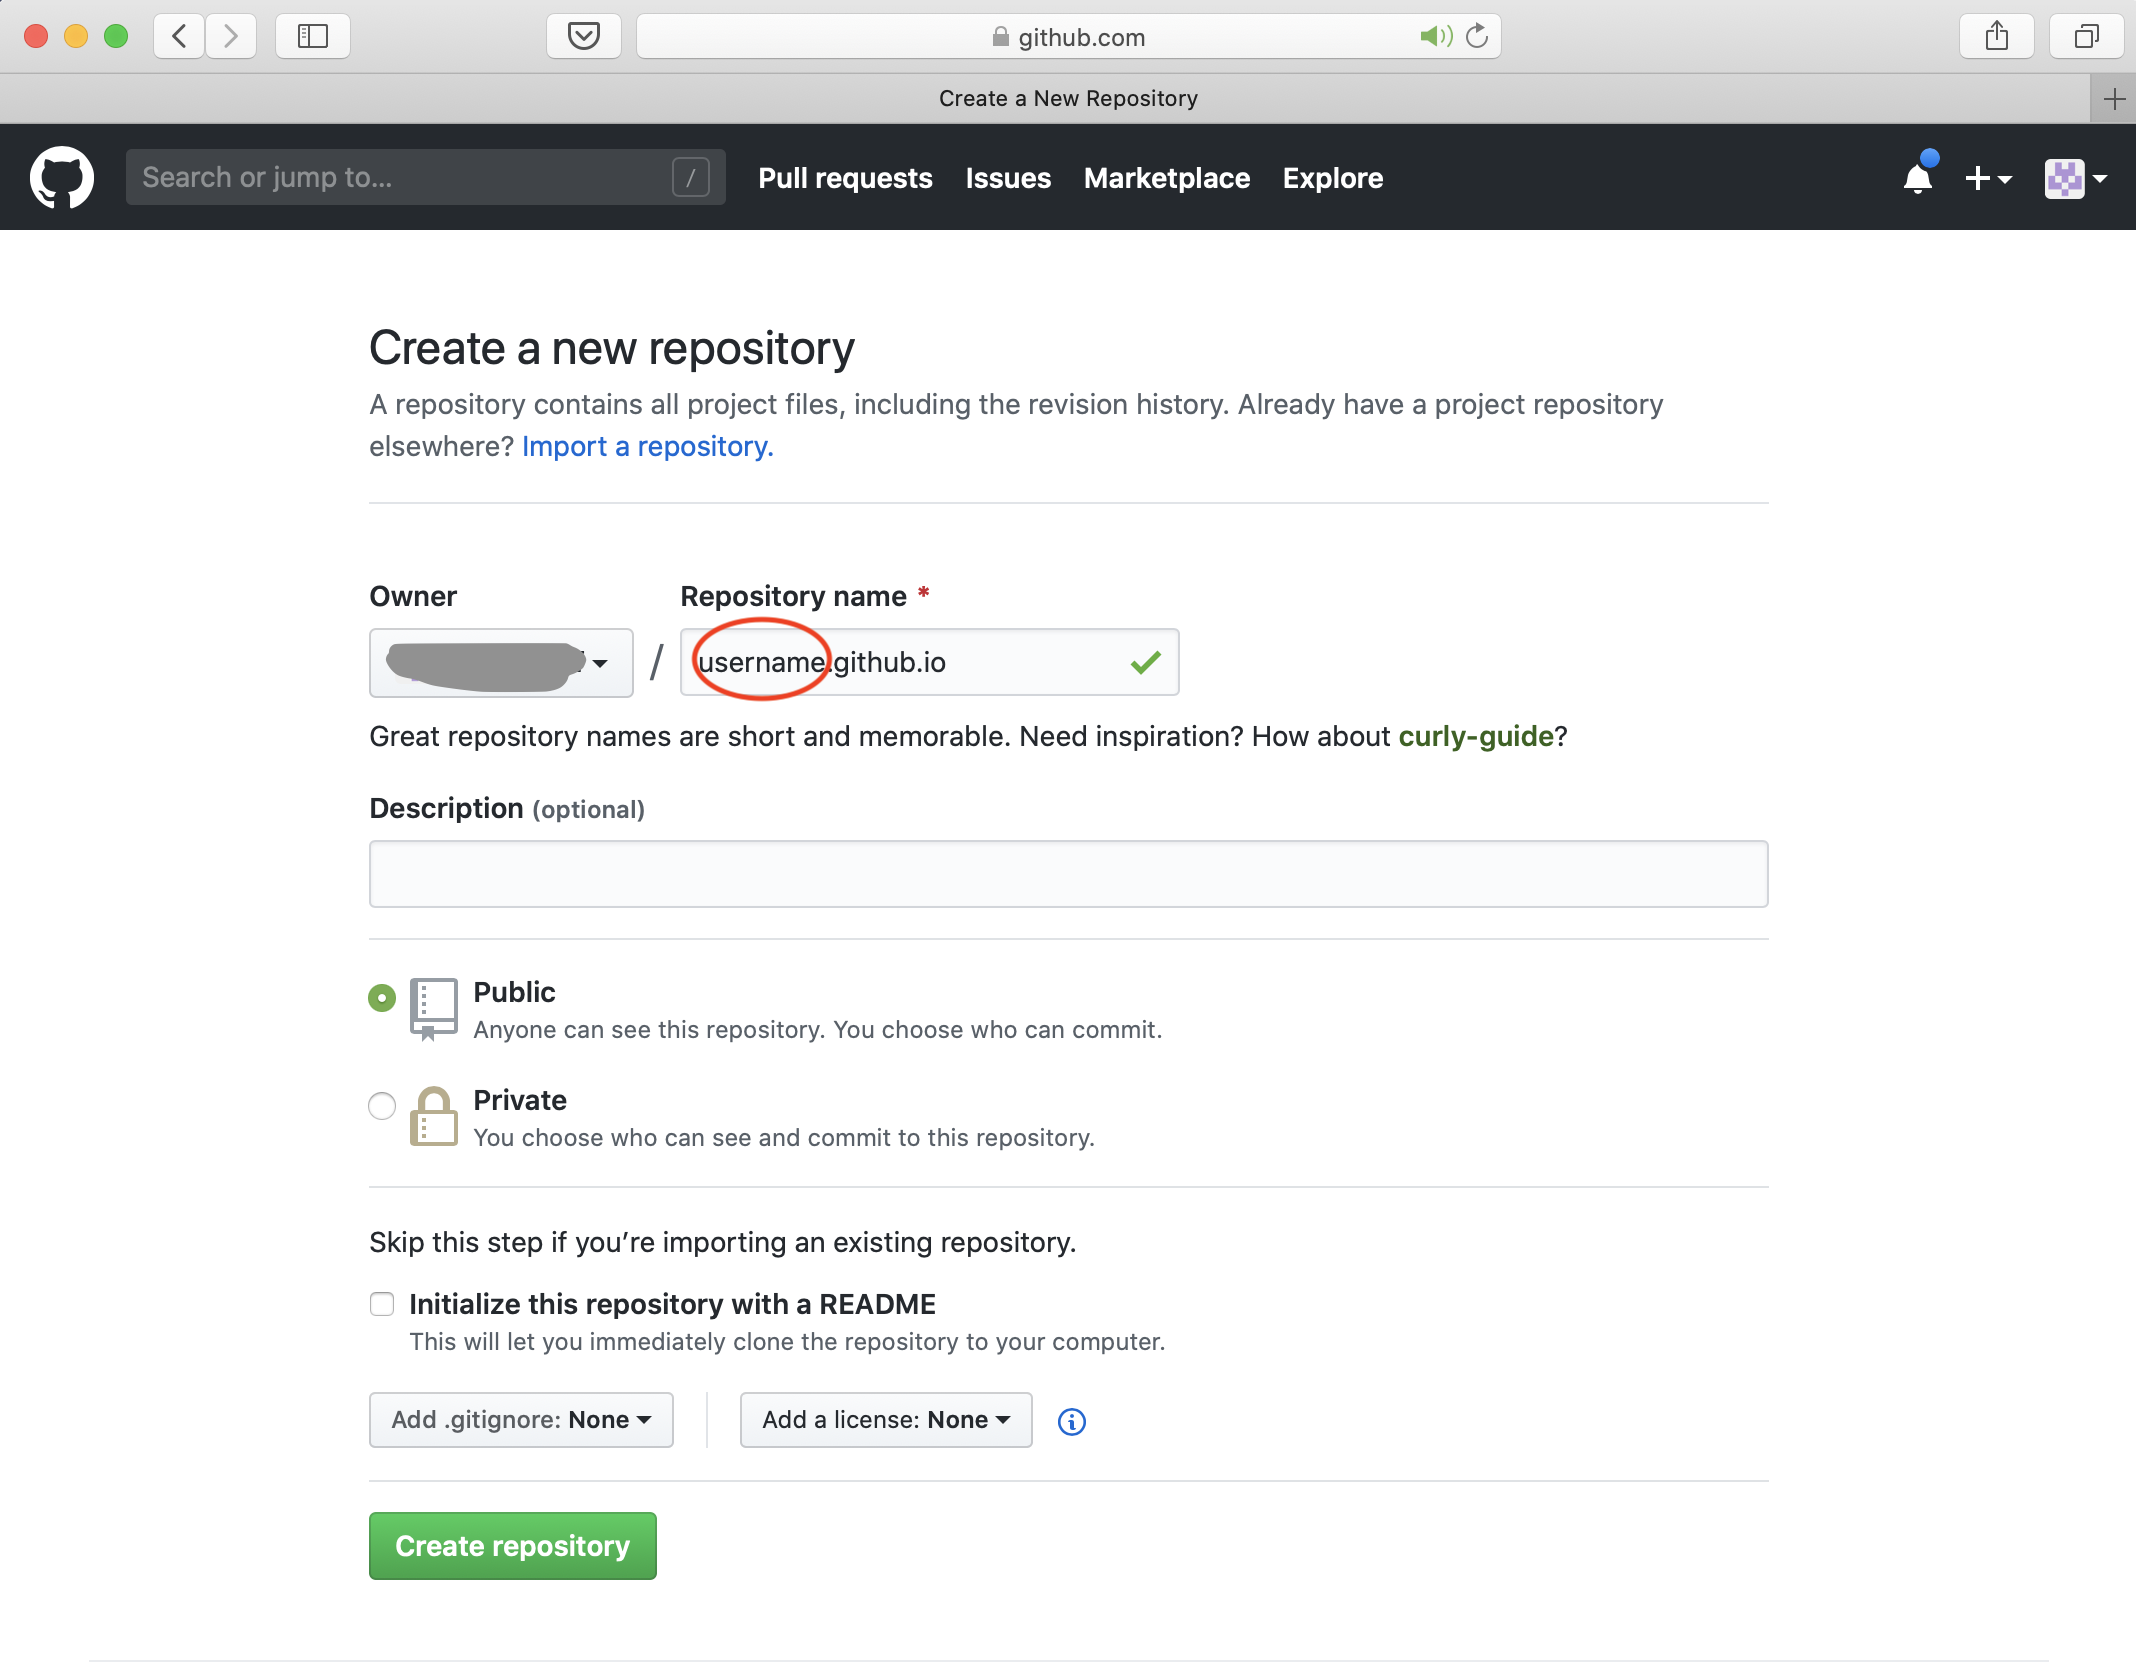 github.com
Create a New Repository
Search or jump to... /
Pull requests Issues Marketplace Explore
Create a new repository
A repository contains all project files, including the revision history. Already have a project repository
elsewhere? Import a repository.
Owner Repository name *
/ username.github.io
Great repository names are short and memorable. Need inspiration? How about curly-guide?
Description (optional)
Public
Anyone can see this repository. You choose who can commit.
Private
You choose who can see and commit to this repository.
Skip this step if you’re importing an existing repository.
Initialize this repository with a README
This will let you immediately clone the repository to your computer.
Add .gitignore: None Add a license: None
Create repository